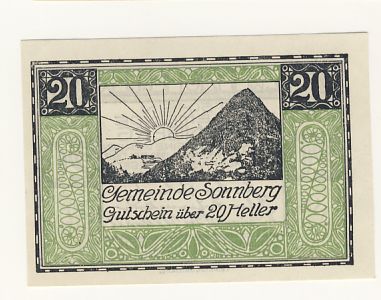 20 20
Gemeinde Sonnberg
Gutschein über 20 Heller